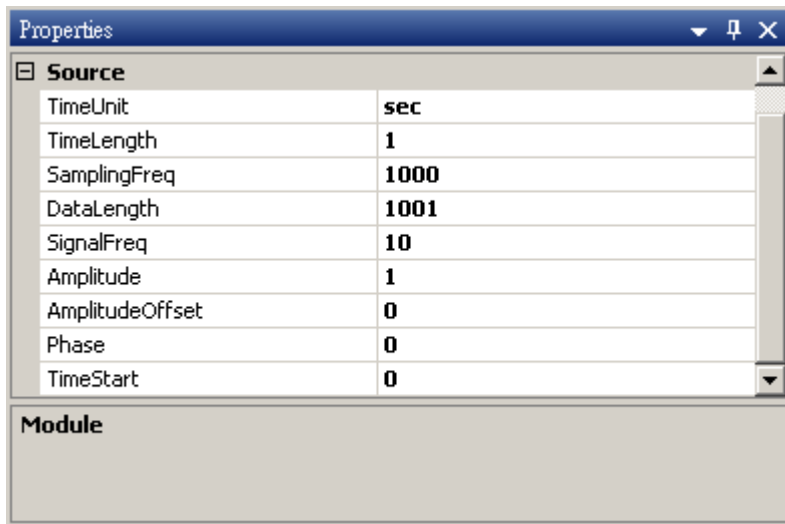 Properties
Source
TimeUnit sec
TimeLength 1
SamplingFreq 1000
DataLength 1001
SignalFreq 10
Amplitude 1
AmplitudeOffset 0
Phase 0
TimeStart 0
Module